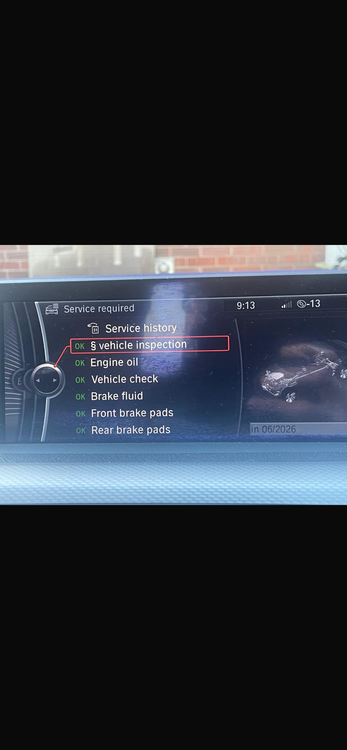 Service required
9:13
-13
Service history
OK § vehicle inspection
OK Engine oil
OK Vehicle check
OK Brake fluid
OK Front brake pads
OK Rear brake pads
in 06/2026